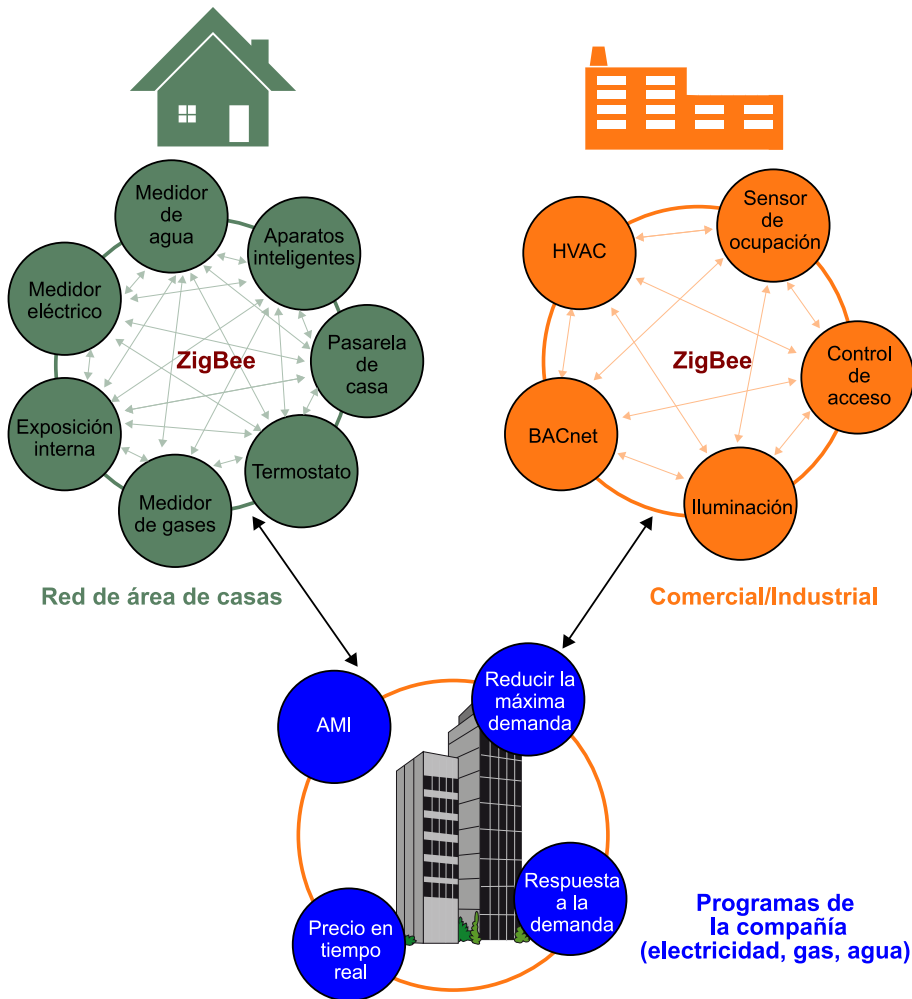 Medidor
de
agua
Aparatos
inteligentes
Medidor
eléctrico
ZigBee
Pasarela
de
casa
Exposición
interna
Termostato
Medidor
de gases
Red de área de casas
Sensor
de
ocupación
HVAC
ZigBee
Control
de
acceso
BACnet
Iluminación
Comercial/Industrial
Reducir la
máxima
demanda
AMI
Respuesta
a la
demanda
Precio en
tiempo
real
Programas de
la compañía
(electricidad, gas, agua)